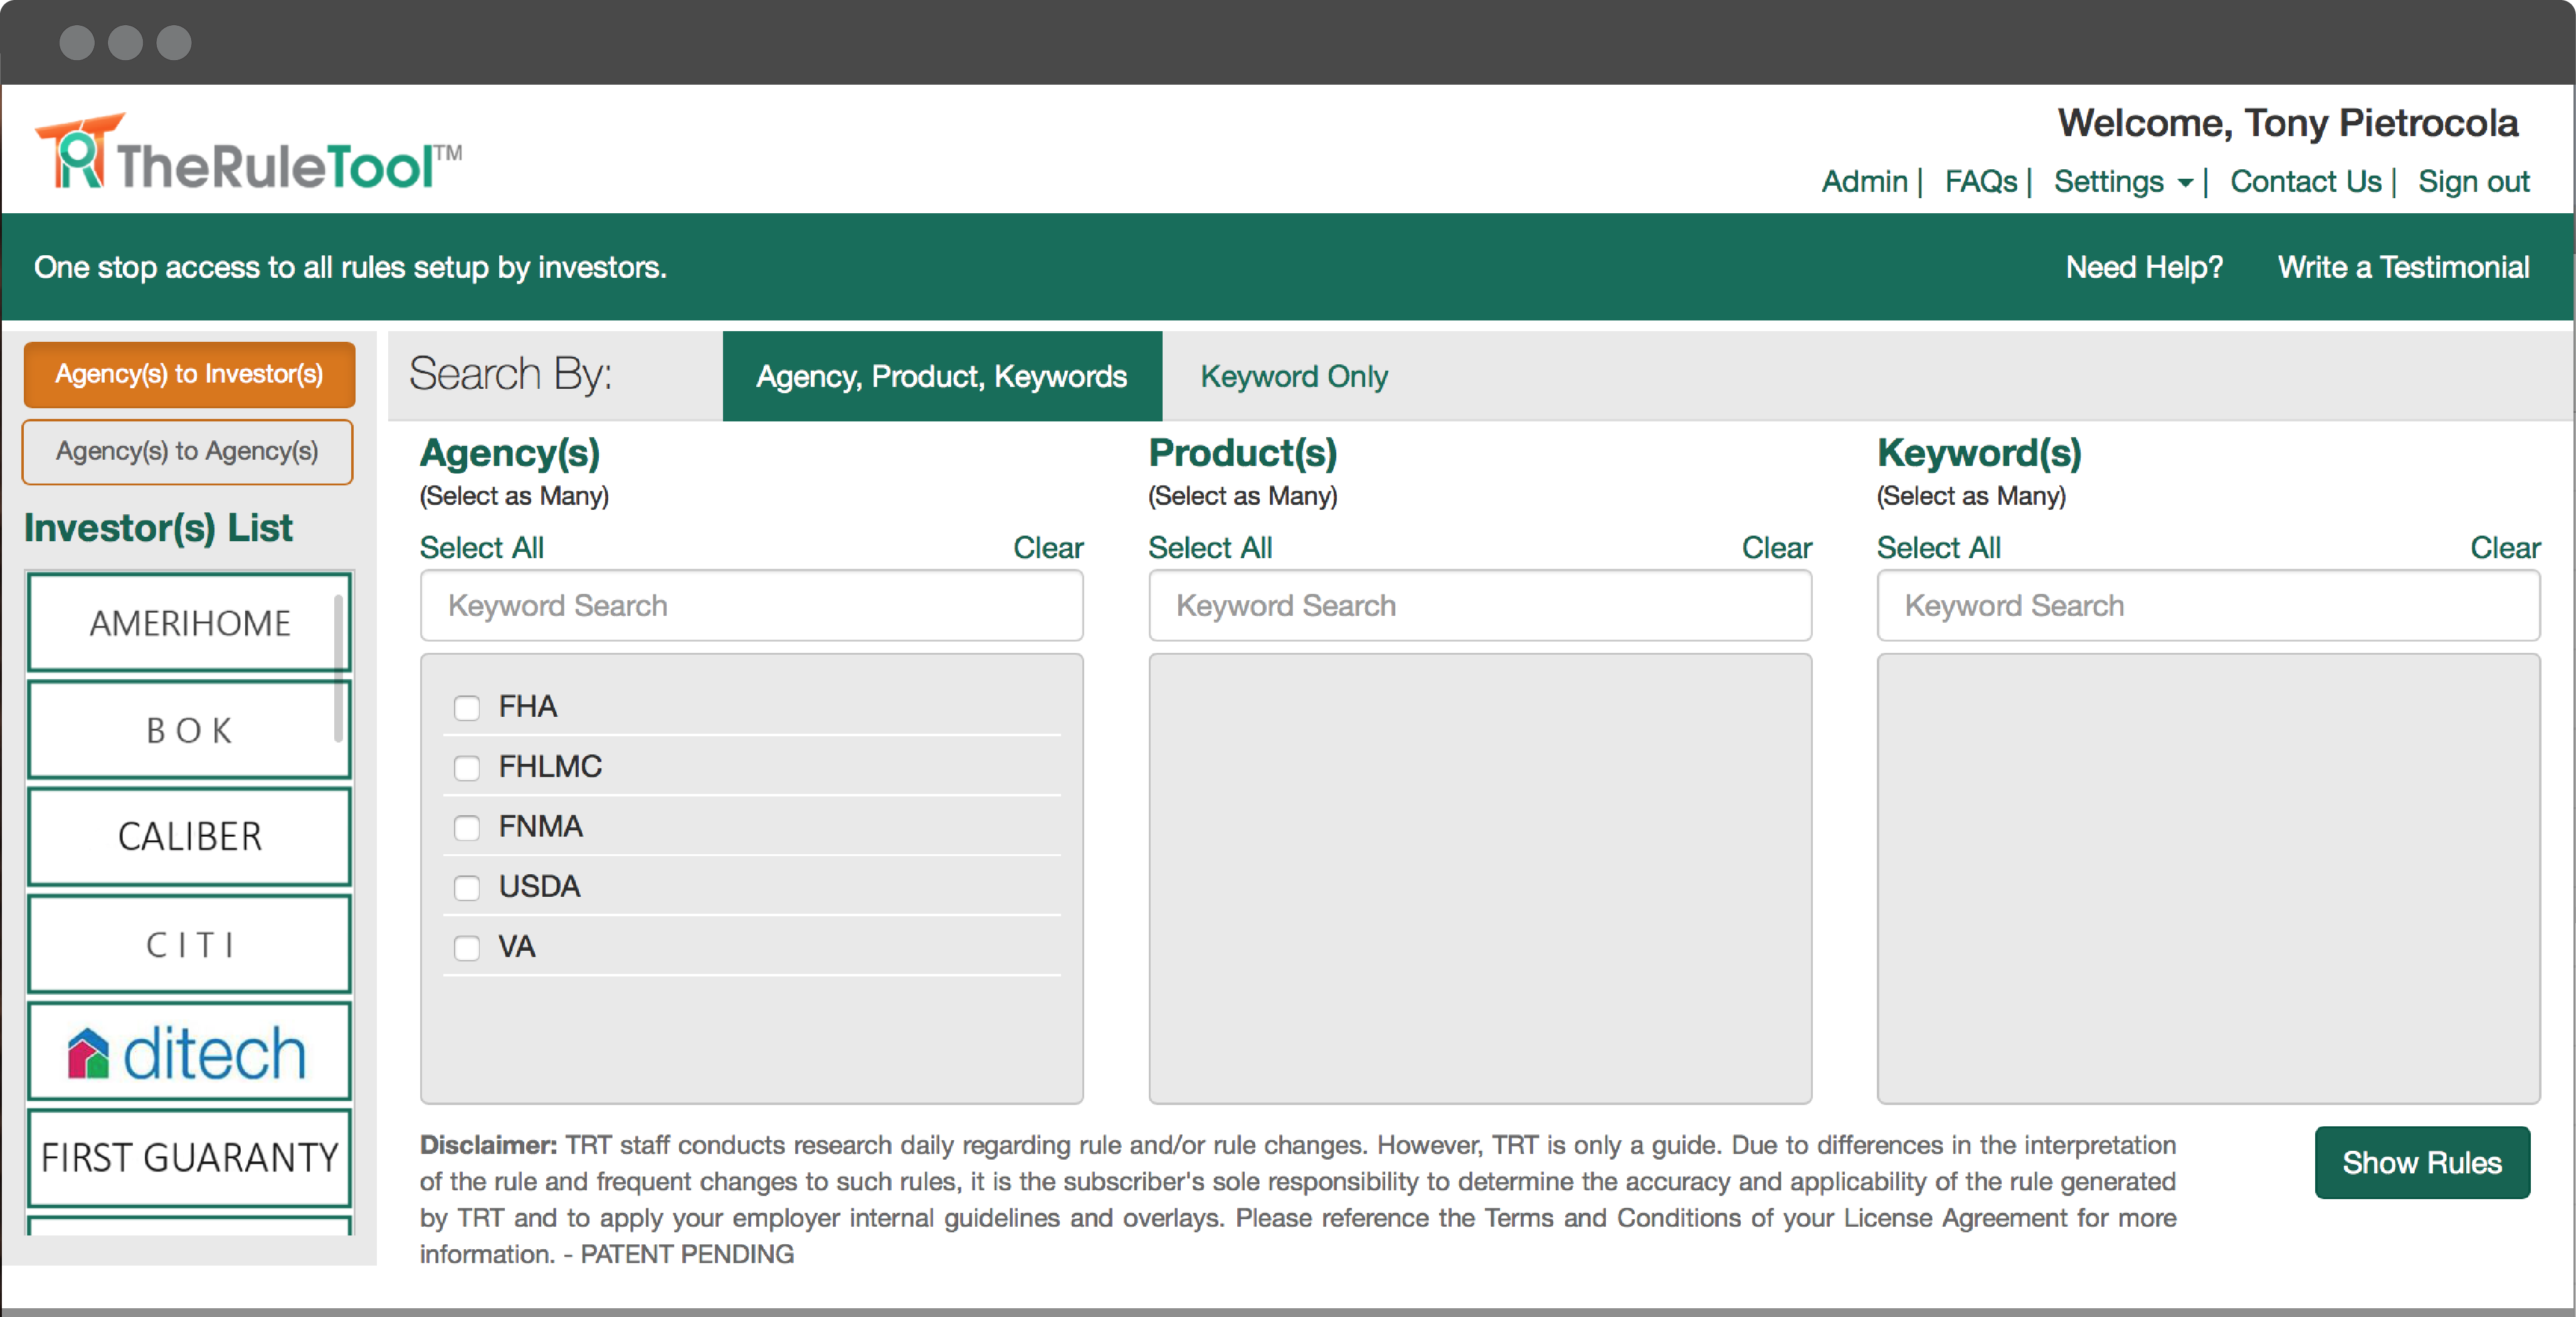 TheRuleTool™
Welcome, Tony Pietrocola
Admin | FAQs | Settings | Contact Us | Sign out
One stop access to all rules setup by investors.
Need Help? Write a Testimonial
Agency(s) to Investor(s)
Agency(s) to Agency(s)
Investor(s) List
AMERIHOME
B O K
CALIBER
C I T I
ditech
FIRST GUARANTY
Search By:
Agency, Product, Keywords
Keyword Only
Agency(s)
(Select as Many)
Select All Clear
Keyword Search
FHA
FHLMC
FNMA
USDA
VA
Product(s)
(Select as Many)
Select All Clear
Keyword Search
Keyword(s)
(Select as Many)
Select All Clear
Keyword Search
Disclaimer: TRT staff conducts research daily regarding rule and/or rule changes. However, TRT is only a guide. Due to differences in the interpretation
of the rule and frequent changes to such rules, it is the subscriber's sole responsibility to determine the accuracy and applicability of the rule generated
by TRT and to apply your employer internal guidelines and overlays. Please reference the Terms and Conditions of your License Agreement for more
information. - PATENT PENDING
Show Rules